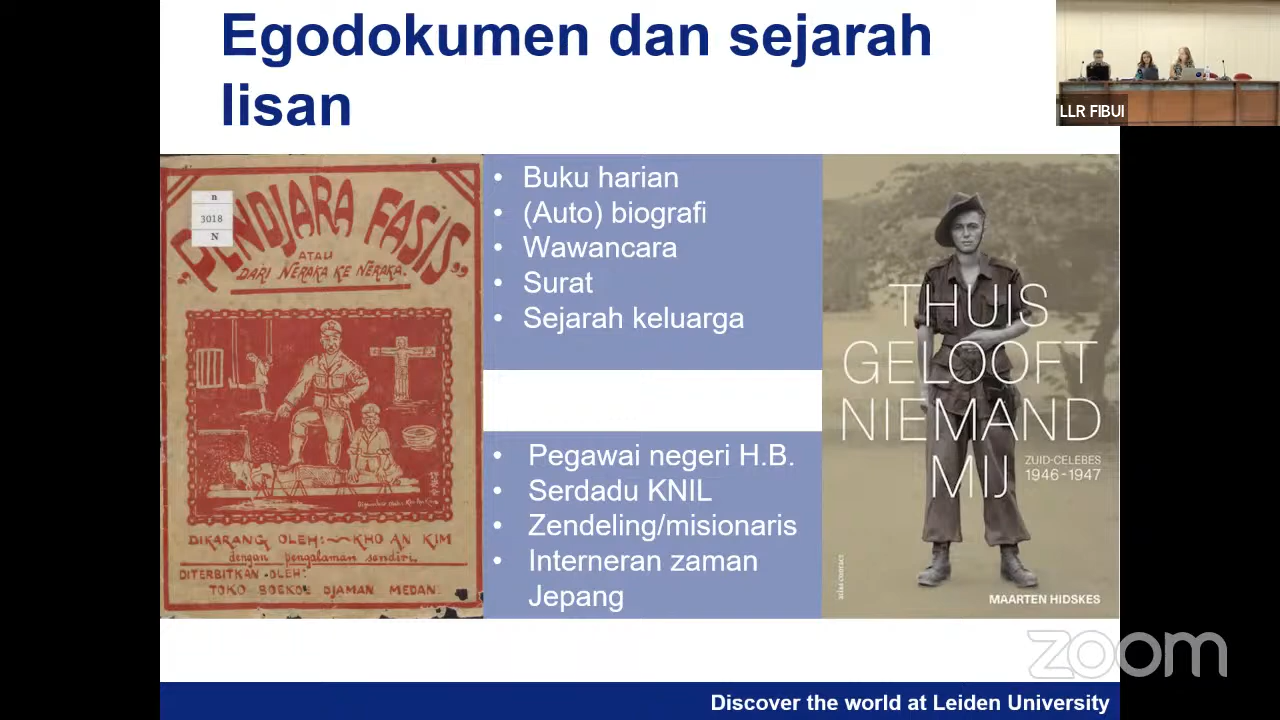 Egodokumen dan sejarah
lisan
LLR FIBUI
n
3018
N
"PENDJARA FASIS"
ATAU
DARI NERAKA KE NERAKA.
DIKARANG OLEH: KHO AN KIM
dengan pengalaman sendiri.
DITERBITKAN OLEH:
TOKO BOEKOE DJAMAN MEDAN.
• Buku harian
• (Auto) biografi
• Wawancara
• Surat
• Sejarah keluarga
• Pegawai negeri H.B.
• Serdadu KNIL
• Zendeling/misionaris
• Interneran zaman
Jepang
THUIS
GELOOFT
NIEMAND
MIJ
ZUID-CELEBES
1946-1947
atlas contact
MAARTEN HIDSKES
zoom
Discover the world at Leiden University